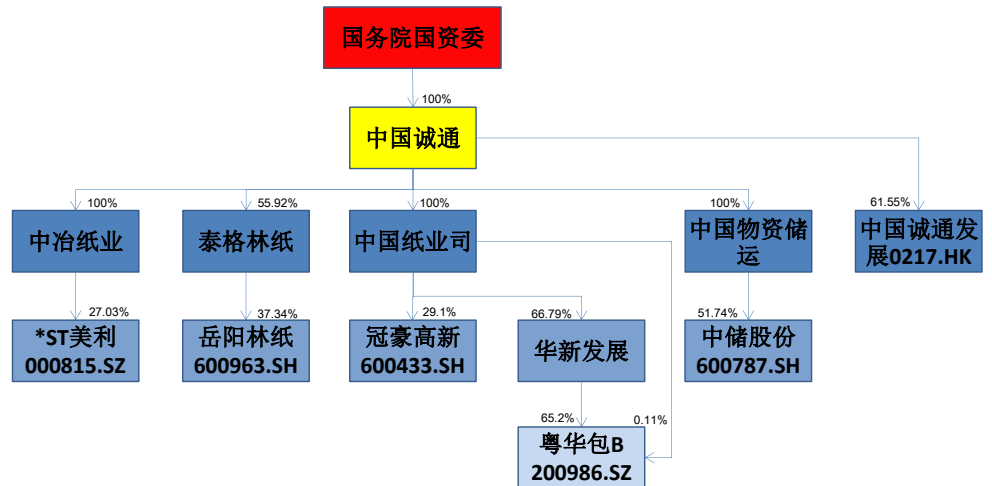 国务院国资委
100%
中国诚通
100%
55.92%
100%
100%
61.55%
中冶纸业
泰格林纸
中国纸业司
中国物资储
运
中国诚通发
展0217.HK
27.03%
37.34%
29.1%
66.79%
51.74%
*ST美利
000815.SZ
岳阳林纸
600963.SH
冠豪高新
600433.SH
华新发展
中储股份
600787.SH
65.2%
0.11%
粤华包B
200986.SZ